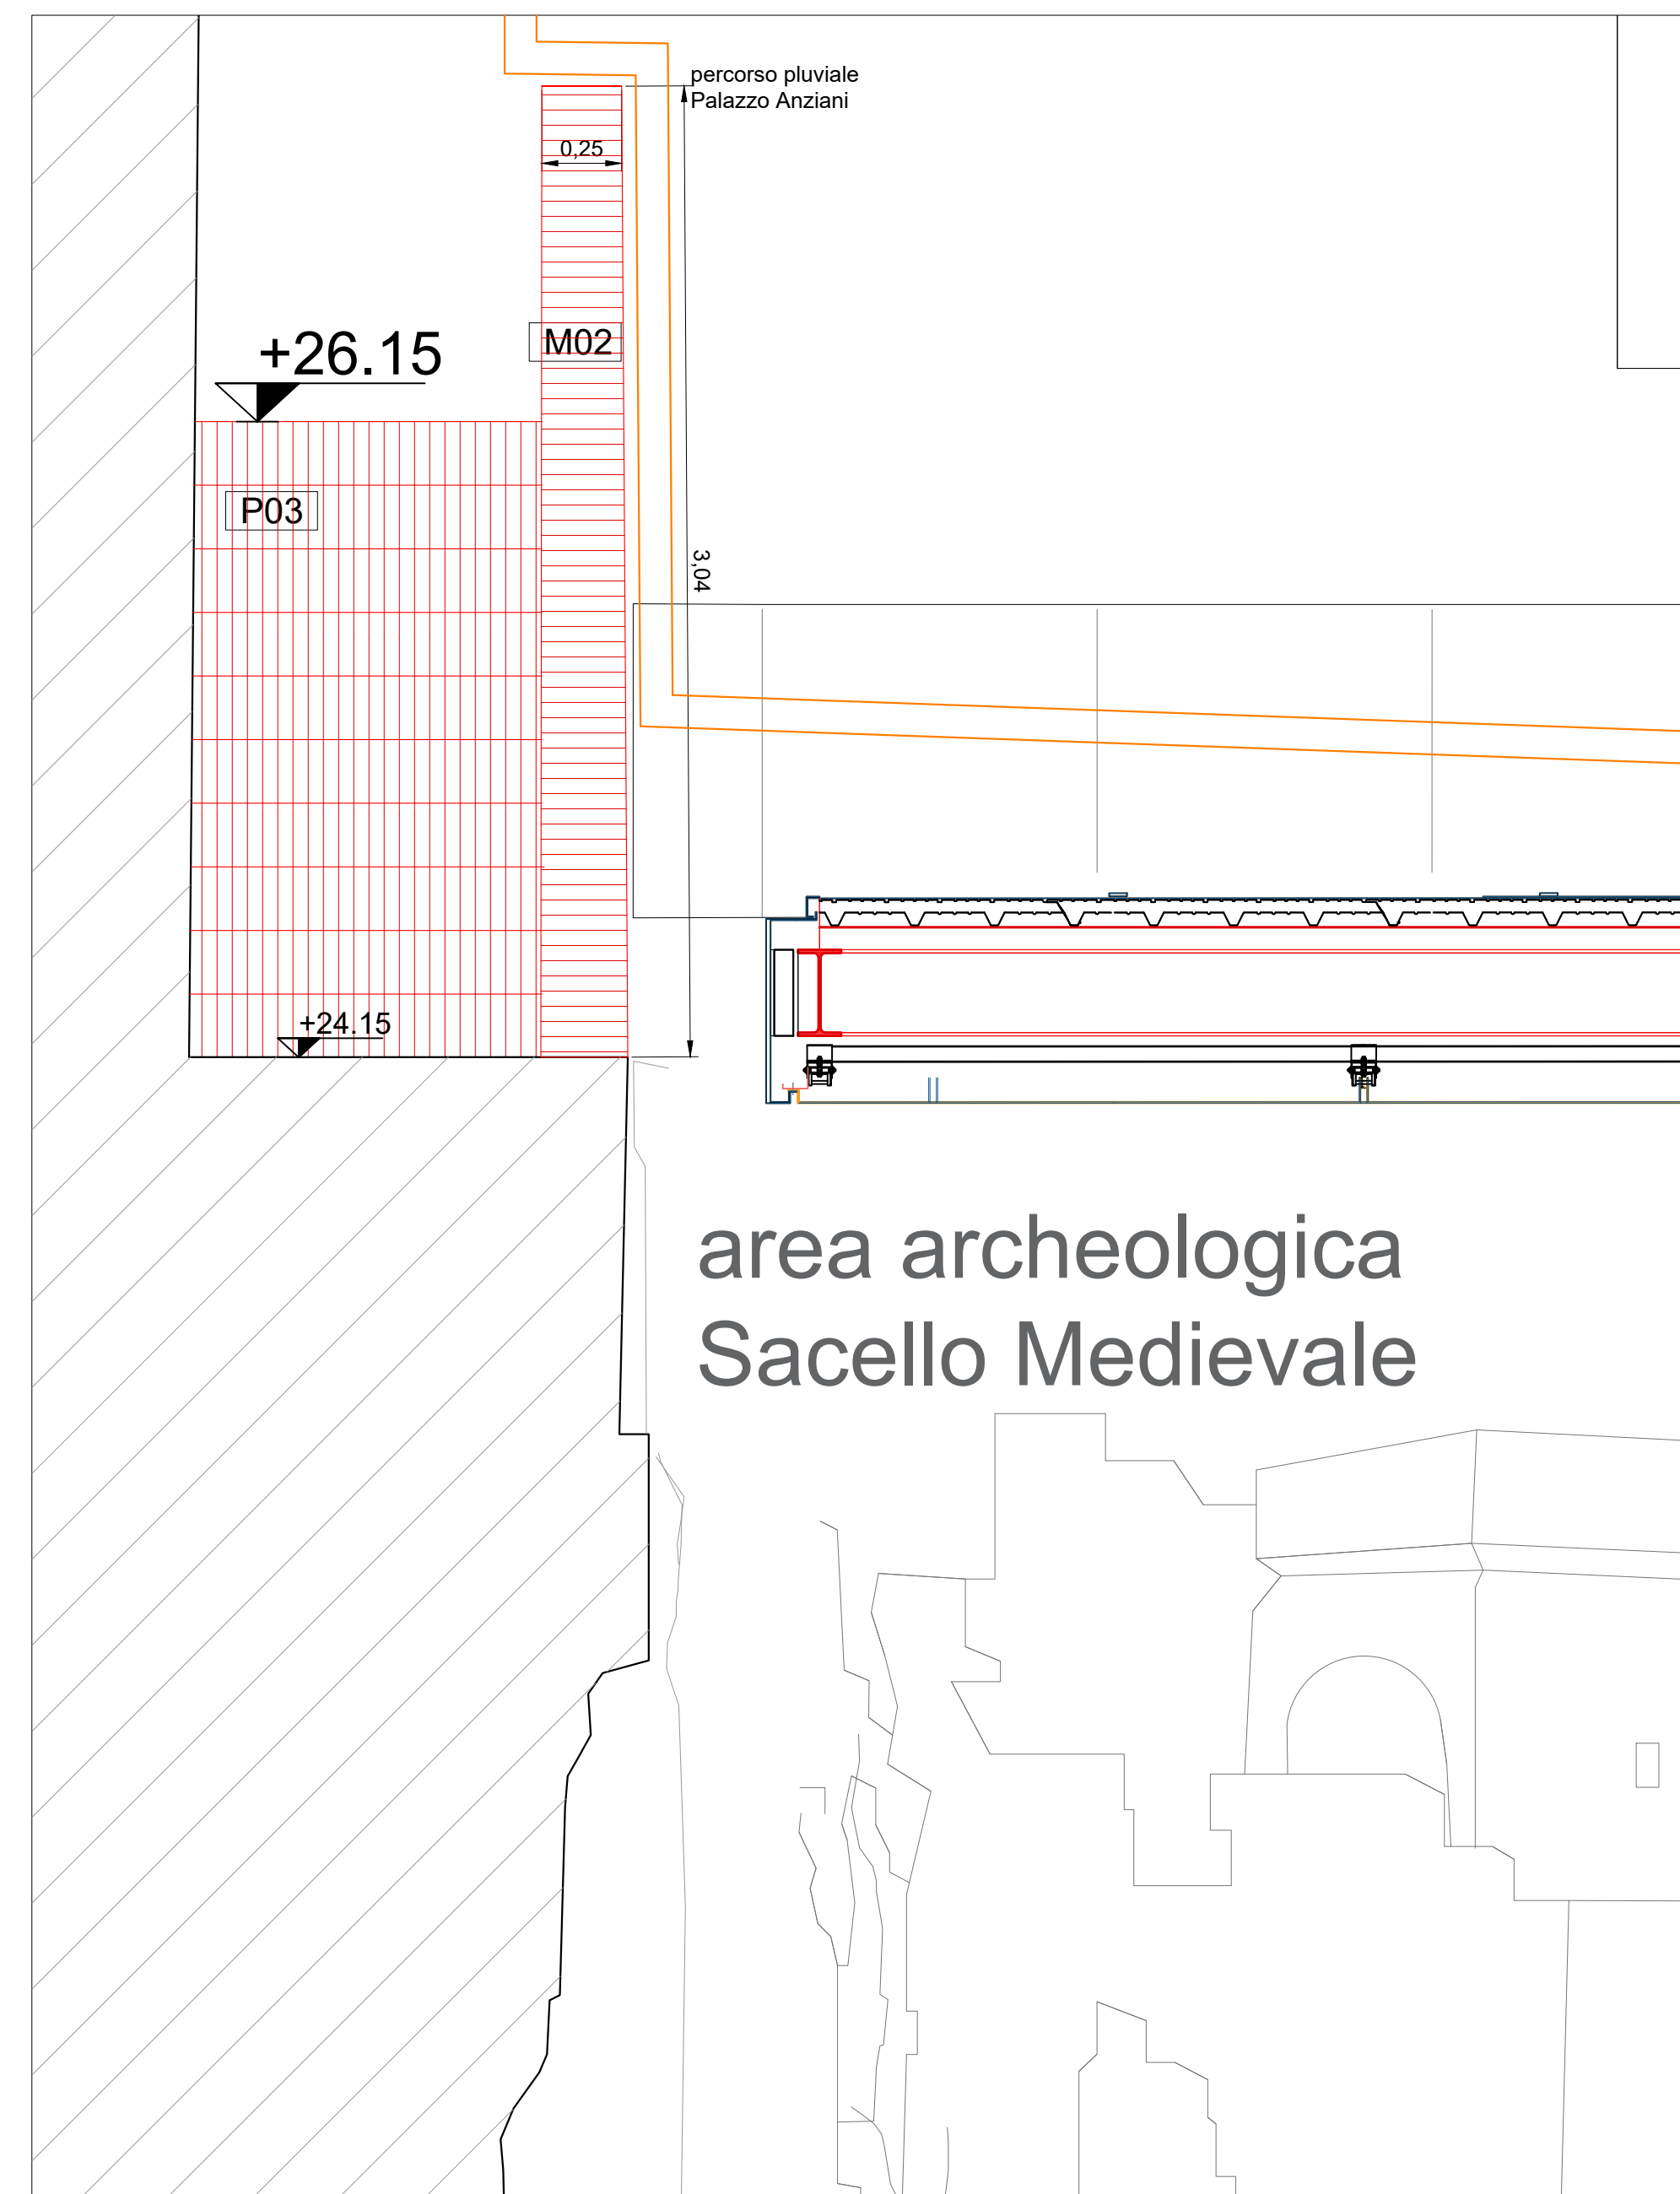 percorso pluviale
Palazzo Anziani
0,25
M02
+26.15
P03
3,04
+24.15
area archeologica
Sacello Medievale